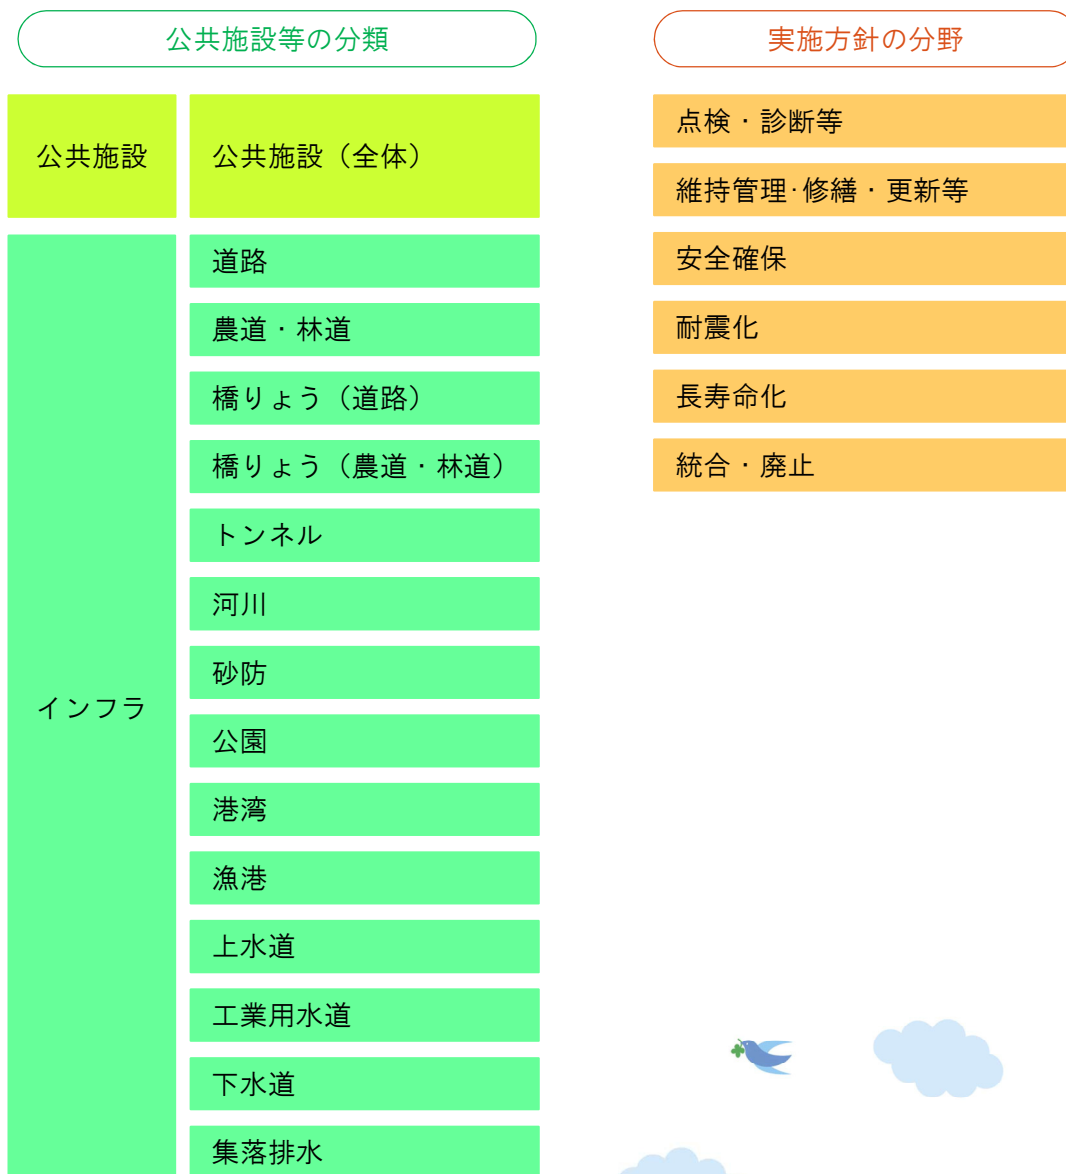 公共施設等の分類
公共施設
公共施設（全体）
インフラ
道路
農道・林道
橋りょう（道路）
橋りょう（農道・林道）
トンネル
河川
砂防
公園
港湾
漁港
上水道
工業用水道
下水道
集落排水
実施方針の分野
点検・診断等
維持管理･修繕・更新等
安全確保
耐震化
長寿命化
統合・廃止